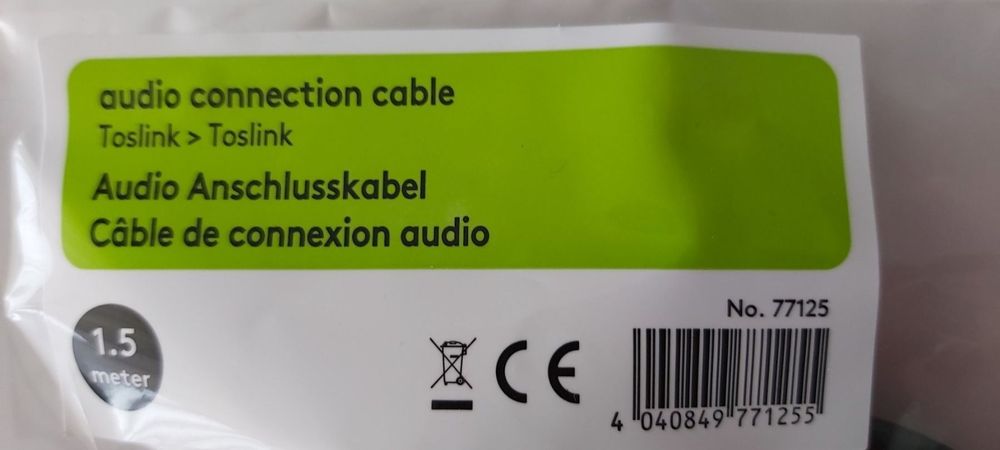 audio connection cable
Toslink > Toslink
Audio Anschlusskabel
Câble de connexion audio
1.5
meter
No. 77125
CE
4 040849 771255